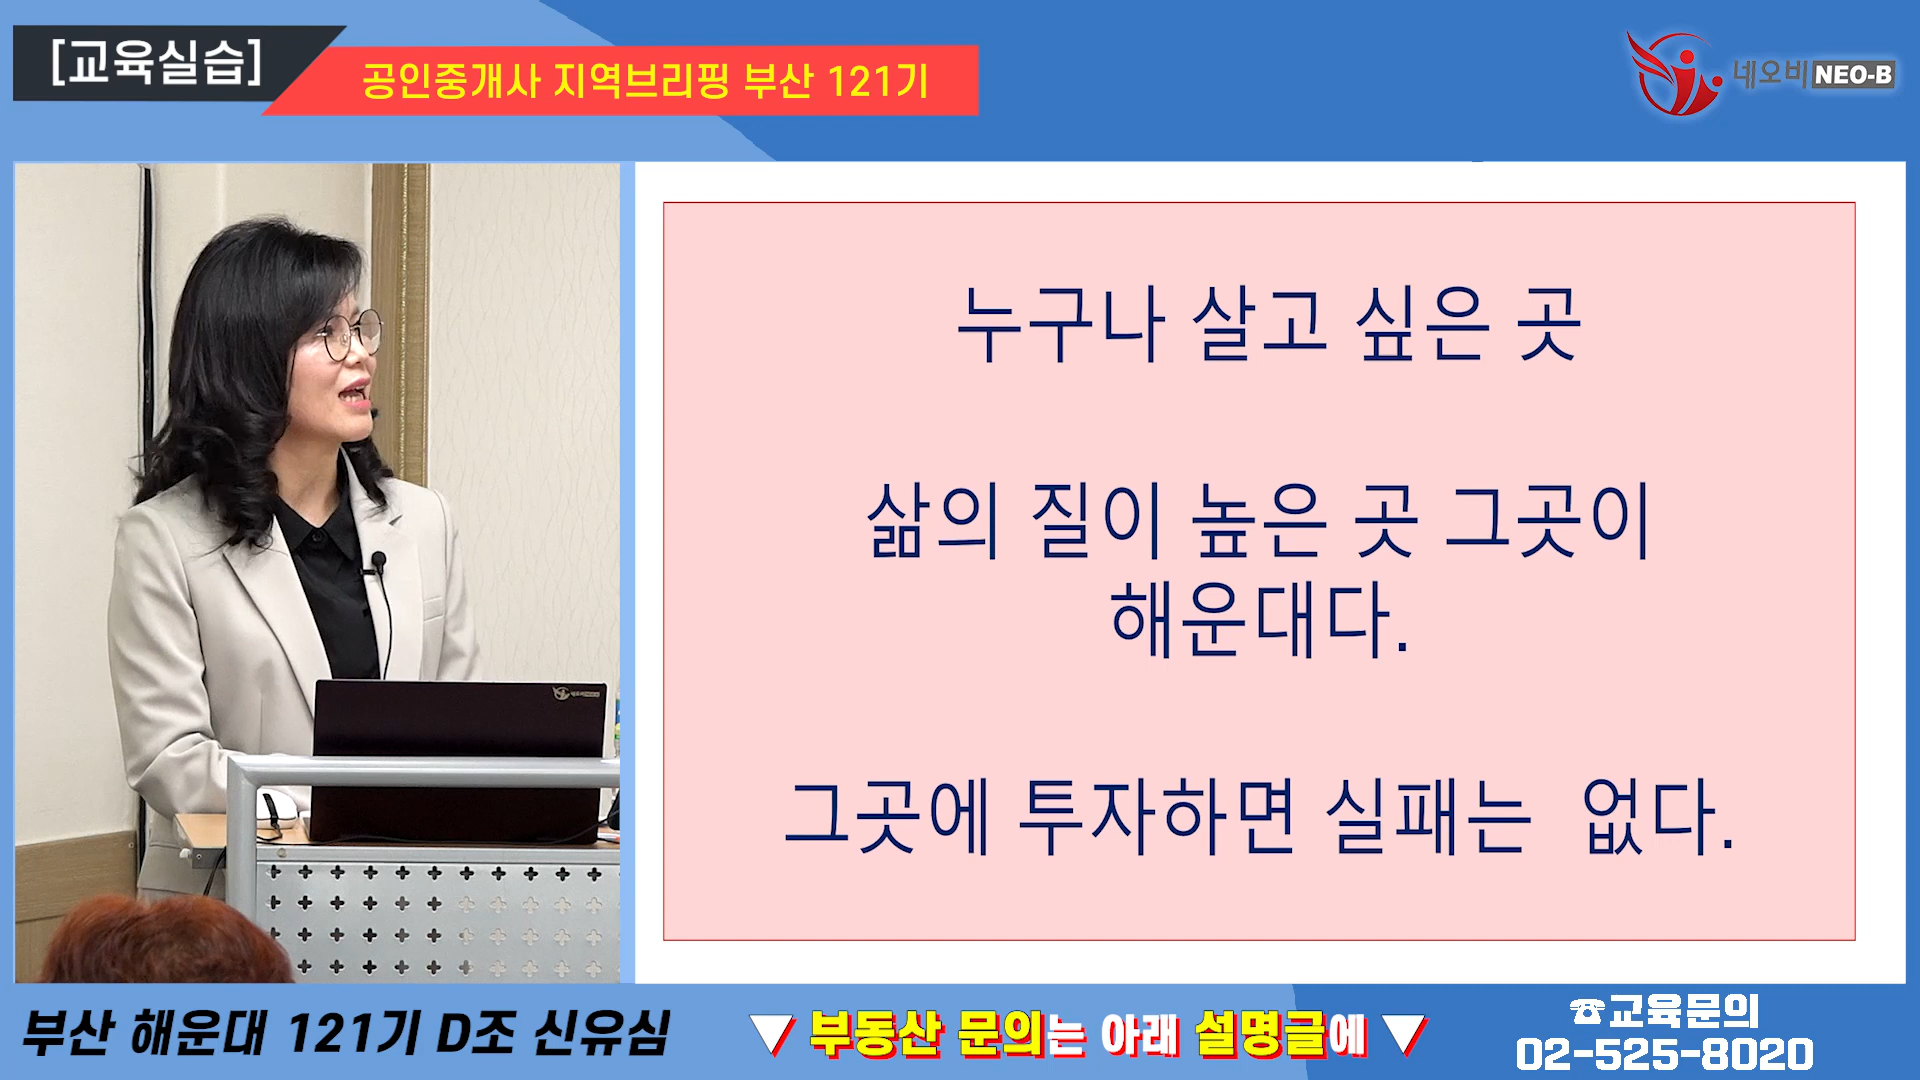 [교육실습]
공인중개사 지역브리핑 부산 121기
네오비 NEO-B
누구나 살고 싶은 곳
삶의 질이 높은 곳 그곳이
해운대다.
그곳에 투자하면 실패는 없다.
네오비
부산 해운대 121기 D조 신유심
▼ 부동산 문의는 아래 설명글에 ▼
☎교육문의
02-525-8020